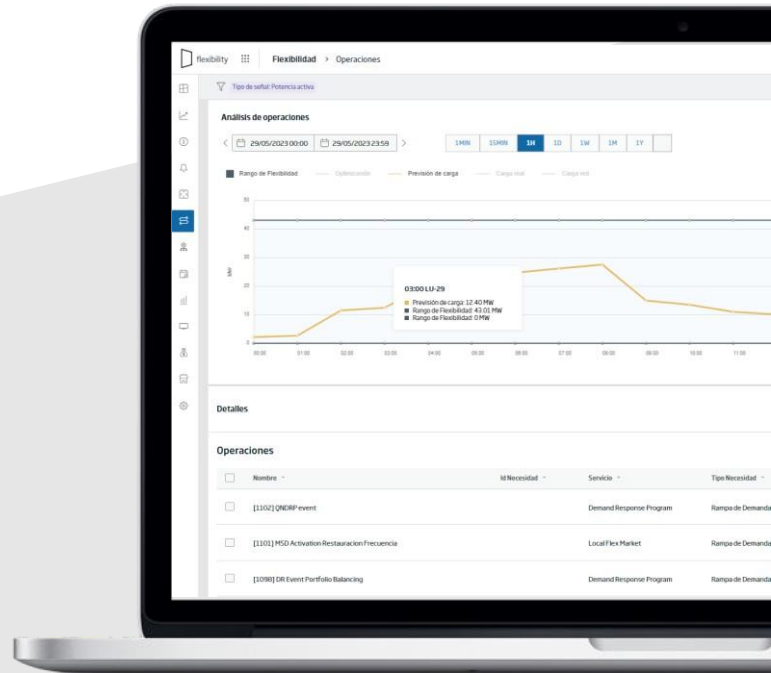 flexibility Flexibilidad > Operaciones
Tipo de señal: Potencia activa
Análisis de operaciones
29/05/2023 00:00 29/05/2023 23:59 1MIN 15MIN 1H 1D 1W 1M 1Y
Rango de Flexibilidad Optimización Previsión de carga Carga real Carga real
50
40
30
20
10
0
MW
03:00 LU-29
Previsión de carga: 12.40 MW
Rango de Flexibilidad: 43.01 MW
Rango de Flexibilidad: 0 MW
00:00 01:00 02:00 03:00 04:00 05:00 06:00 07:00 08:00 09:00 10:00 11:00
Detalles
Operaciones
Nombre Id Necesidad Servicio Tipo Necesidad
[1102] QNDRP event Demand Response Program Rampa de Demanda
[1101] MSD Activation Restauracion Frecuencia Local Flex Market Rampa de Demanda
[1098] DR Event Portfolio Balancing Demand Response Program Rampa de Demanda